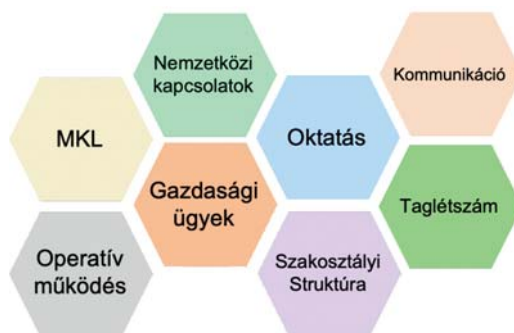 Nemzetközi
kapcsolatok
Kommunikáció
MKL
Oktatás
Gazdasági
ügyek
Taglétszám
Operatív
működés
Szakosztályi
Struktúra